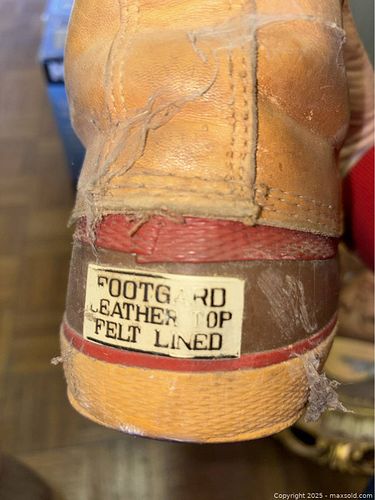 FOOTGARD
LEATHER TOP
FELT LINED
Copyright 2025 - maxsold.com